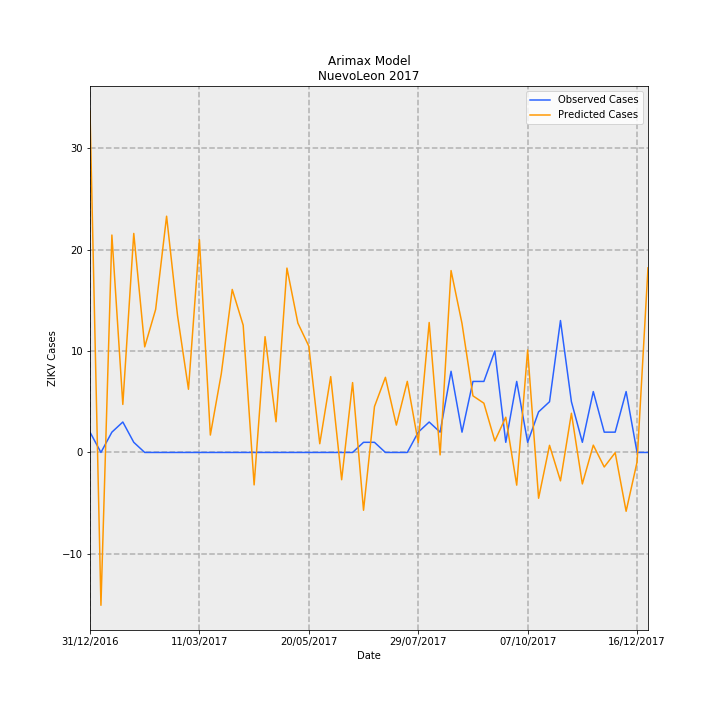 Arimax Model
NuevoLeon 2017
Observed Cases
Predicted Cases
30
20
10
0
−10
ZIKV Cases
31/12/2016 11/03/2017 20/05/2017 29/07/2017 07/10/2017 16/12/2017
Date